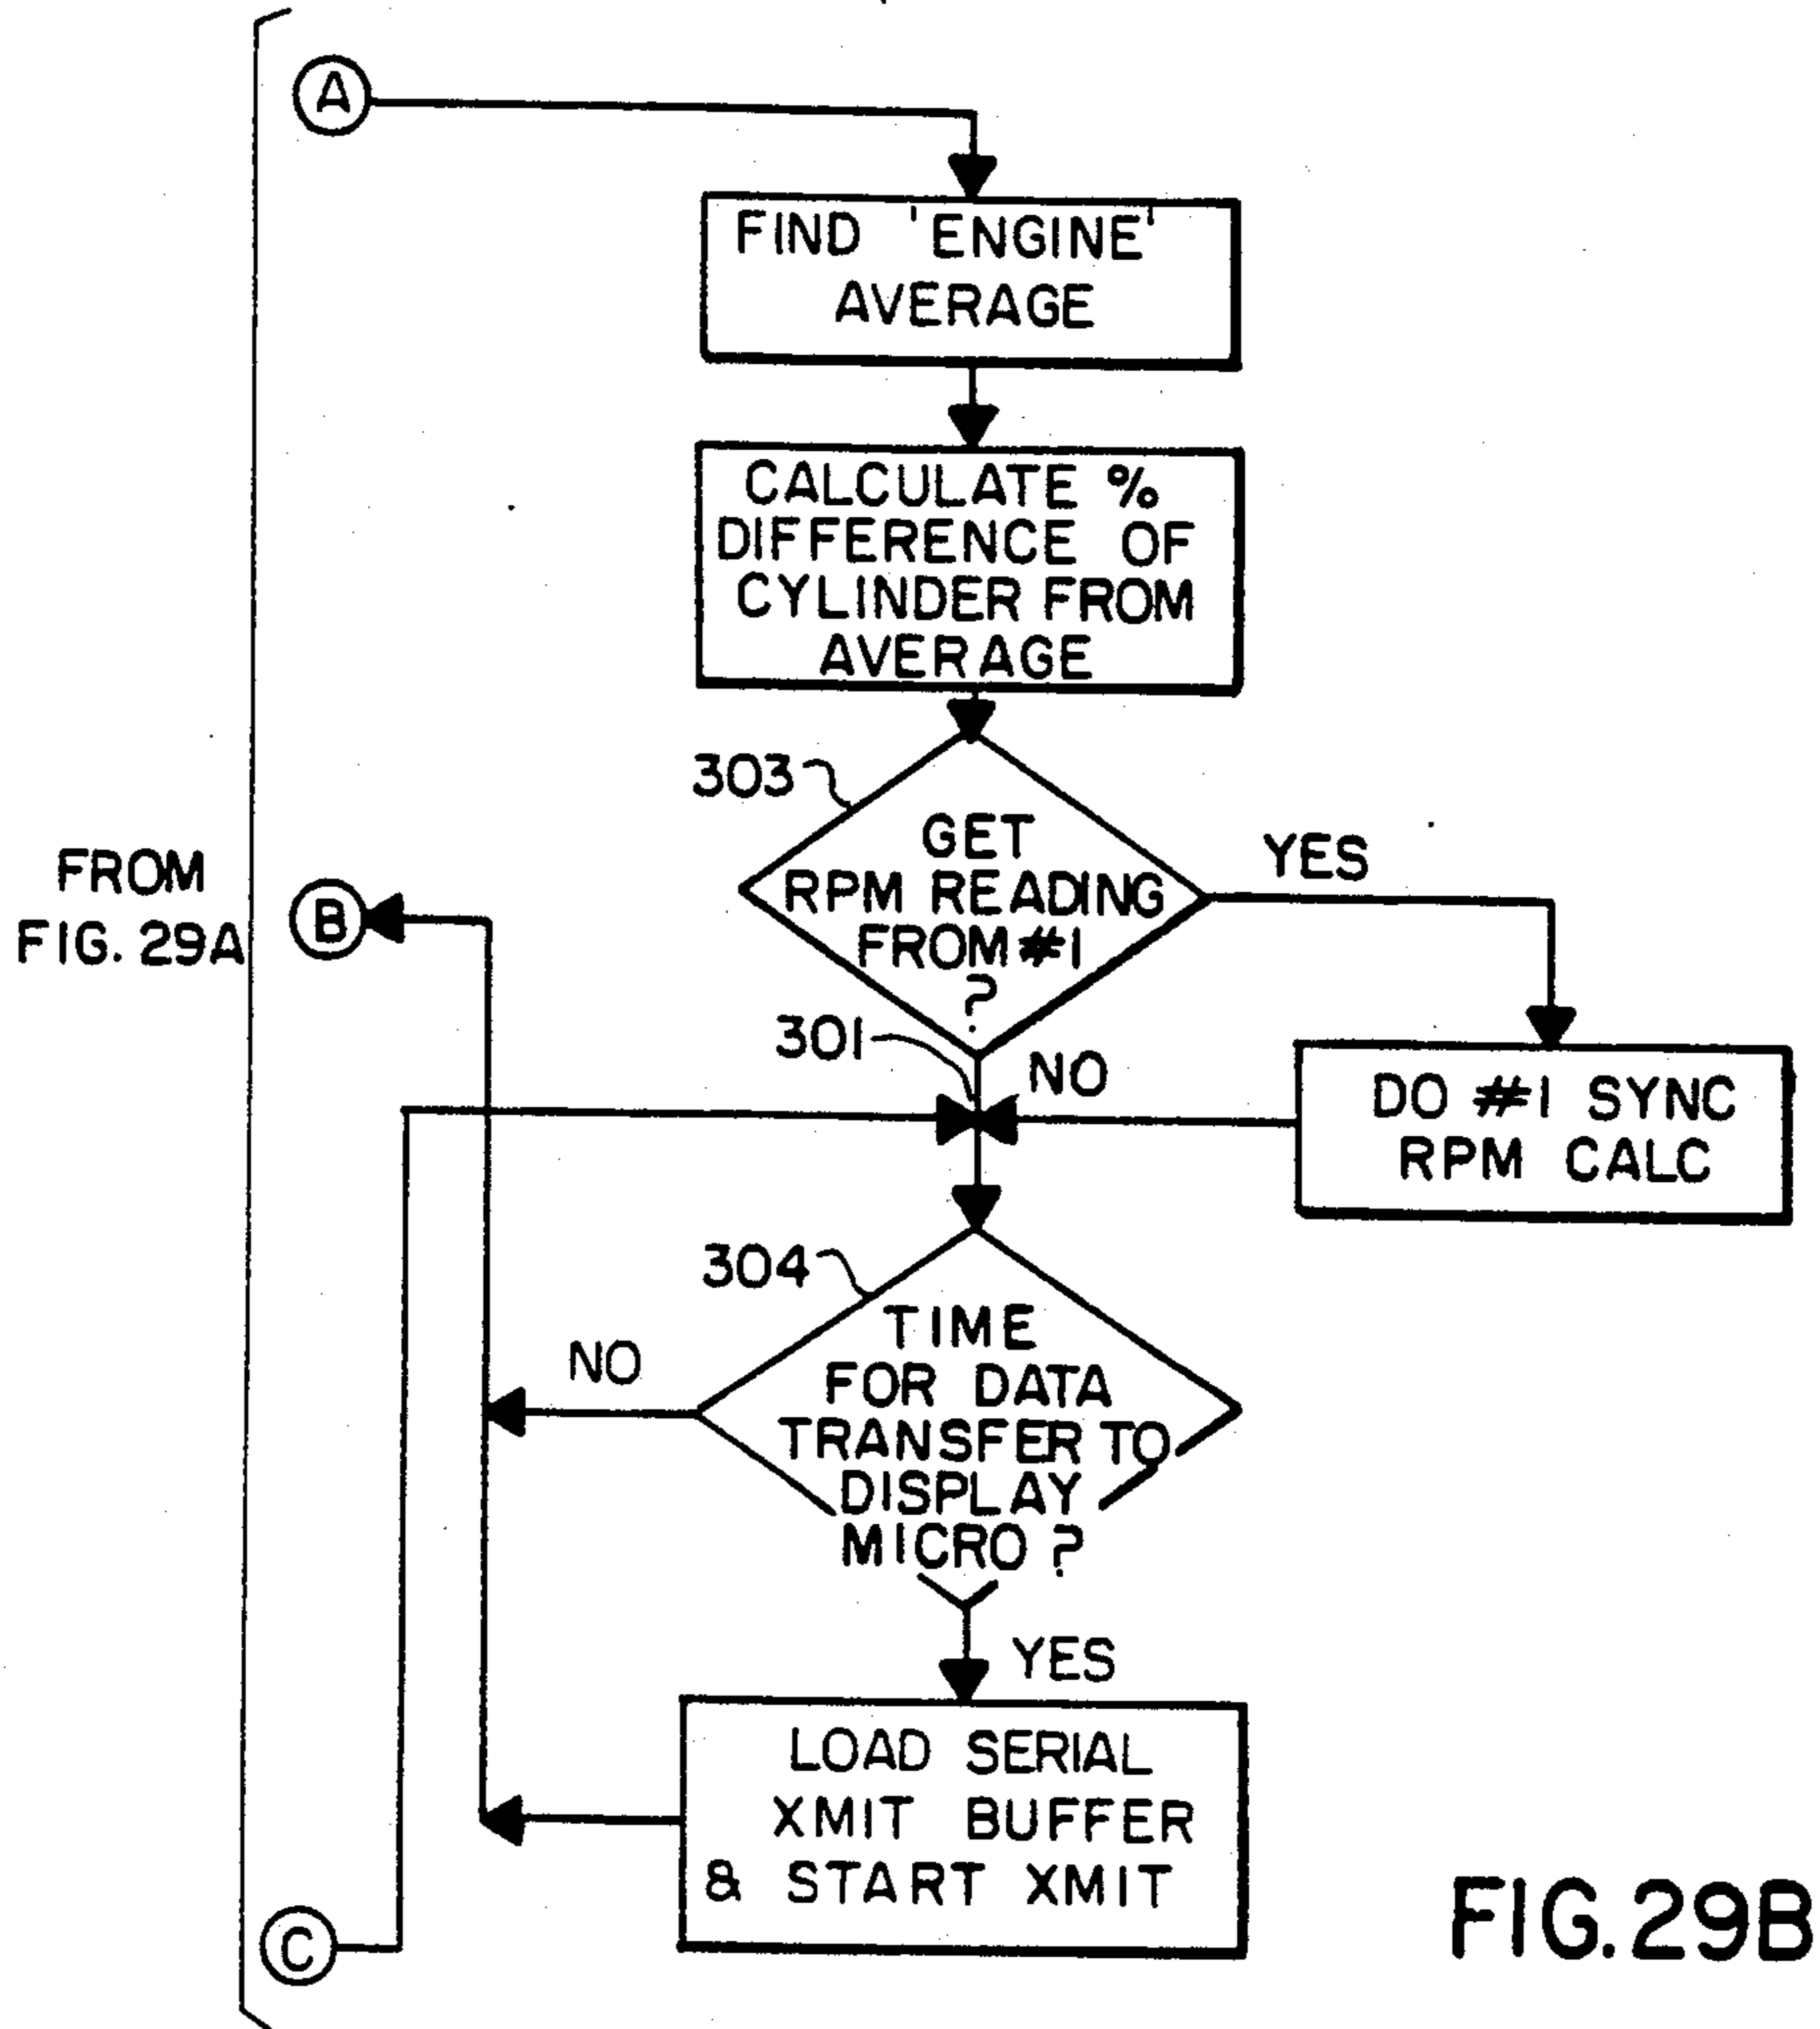 A
FIND 'ENGINE'
AVERAGE
CALCULATE %
DIFFERENCE OF
CYLINDER FROM
AVERAGE
303
GET
RPM READING
FROM #1
?
YES
FROM
FIG. 29A
B
301
NO
DO #1 SYNC
RPM CALC
304
TIME
FOR DATA
TRANSFER TO
DISPLAY
MICRO ?
NO
YES
LOAD SERIAL
XMIT BUFFER
& START XMIT
C
FIG. 29B